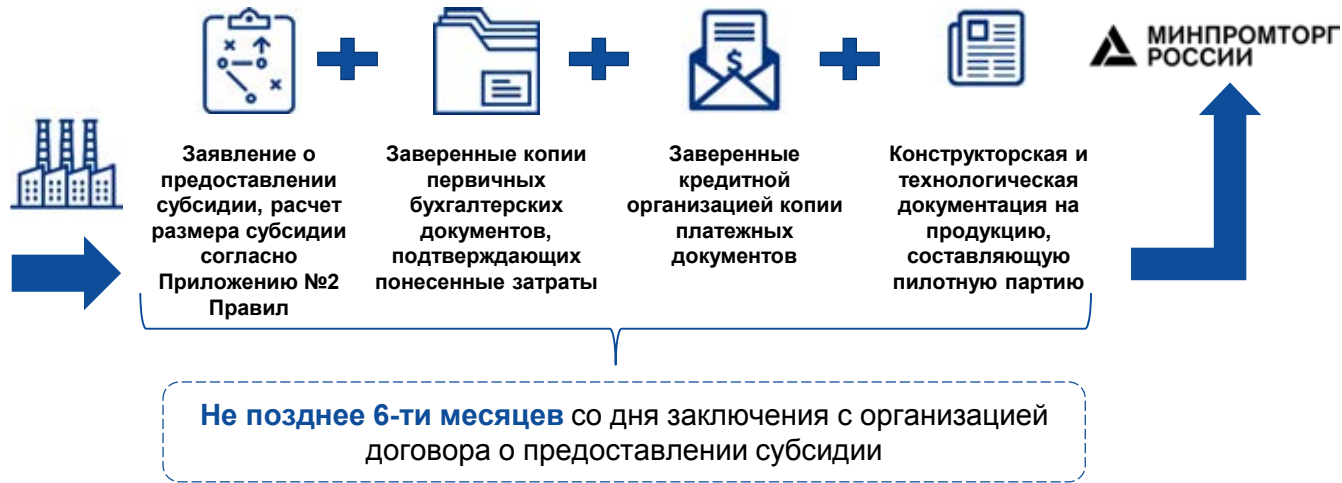 МИНПРОМТОРГ
РОССИИ
Заявление о
предоставлении
субсидии, расчет
размера субсидии
согласно
Приложению №2
Правил
Заверенные копии
первичных
бухгалтерских
документов,
подтверждающих
понесенные затраты
Заверенные
кредитной
организацией копии
платежных
документов
Конструкторская и
технологическая
документация на
продукцию,
составляющую
пилотную партию
Не позднее 6-ти месяцев со дня заключения с организацией
договора о предоставлении субсидии